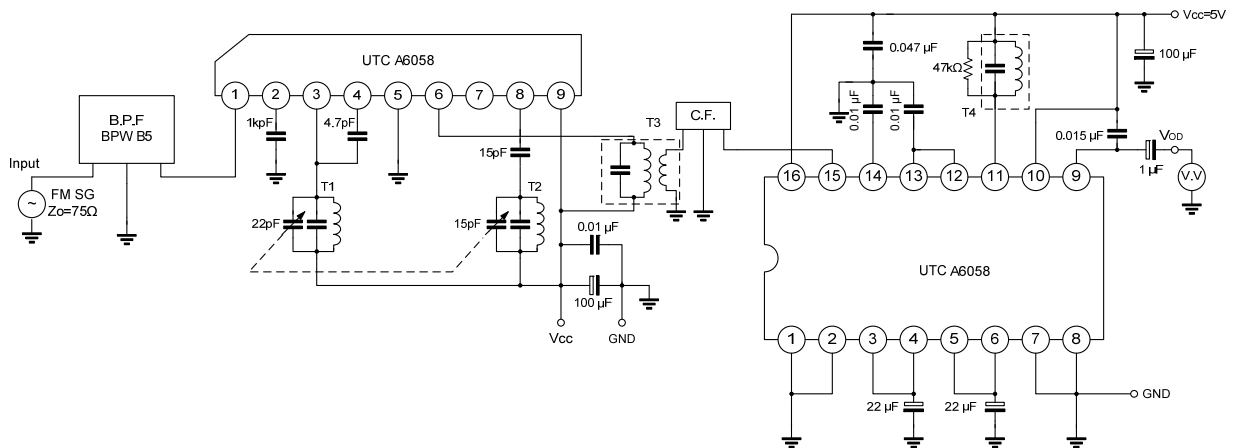 Vcc=5V
0.047 µF
100 µF
UTC A6058
47kΩ
T4
1 2 3 4 5 6 7 8 9
B.P.F
BPW B5
C.F.
0.01 µF
0.01 µF
0.015 µF
VOD
1kpF
4.7pF
T3
1 µF
V.V
15pF
Input
16 15 14 13 12 11 10 9
FM SG
Zo=75Ω
~
T1
T2
22pF
15pF
0.01 µF
UTC A6058
100 µF
Vcc
GND
1 2 3 4 5 6 7 8
GND
22 µF
22 µF